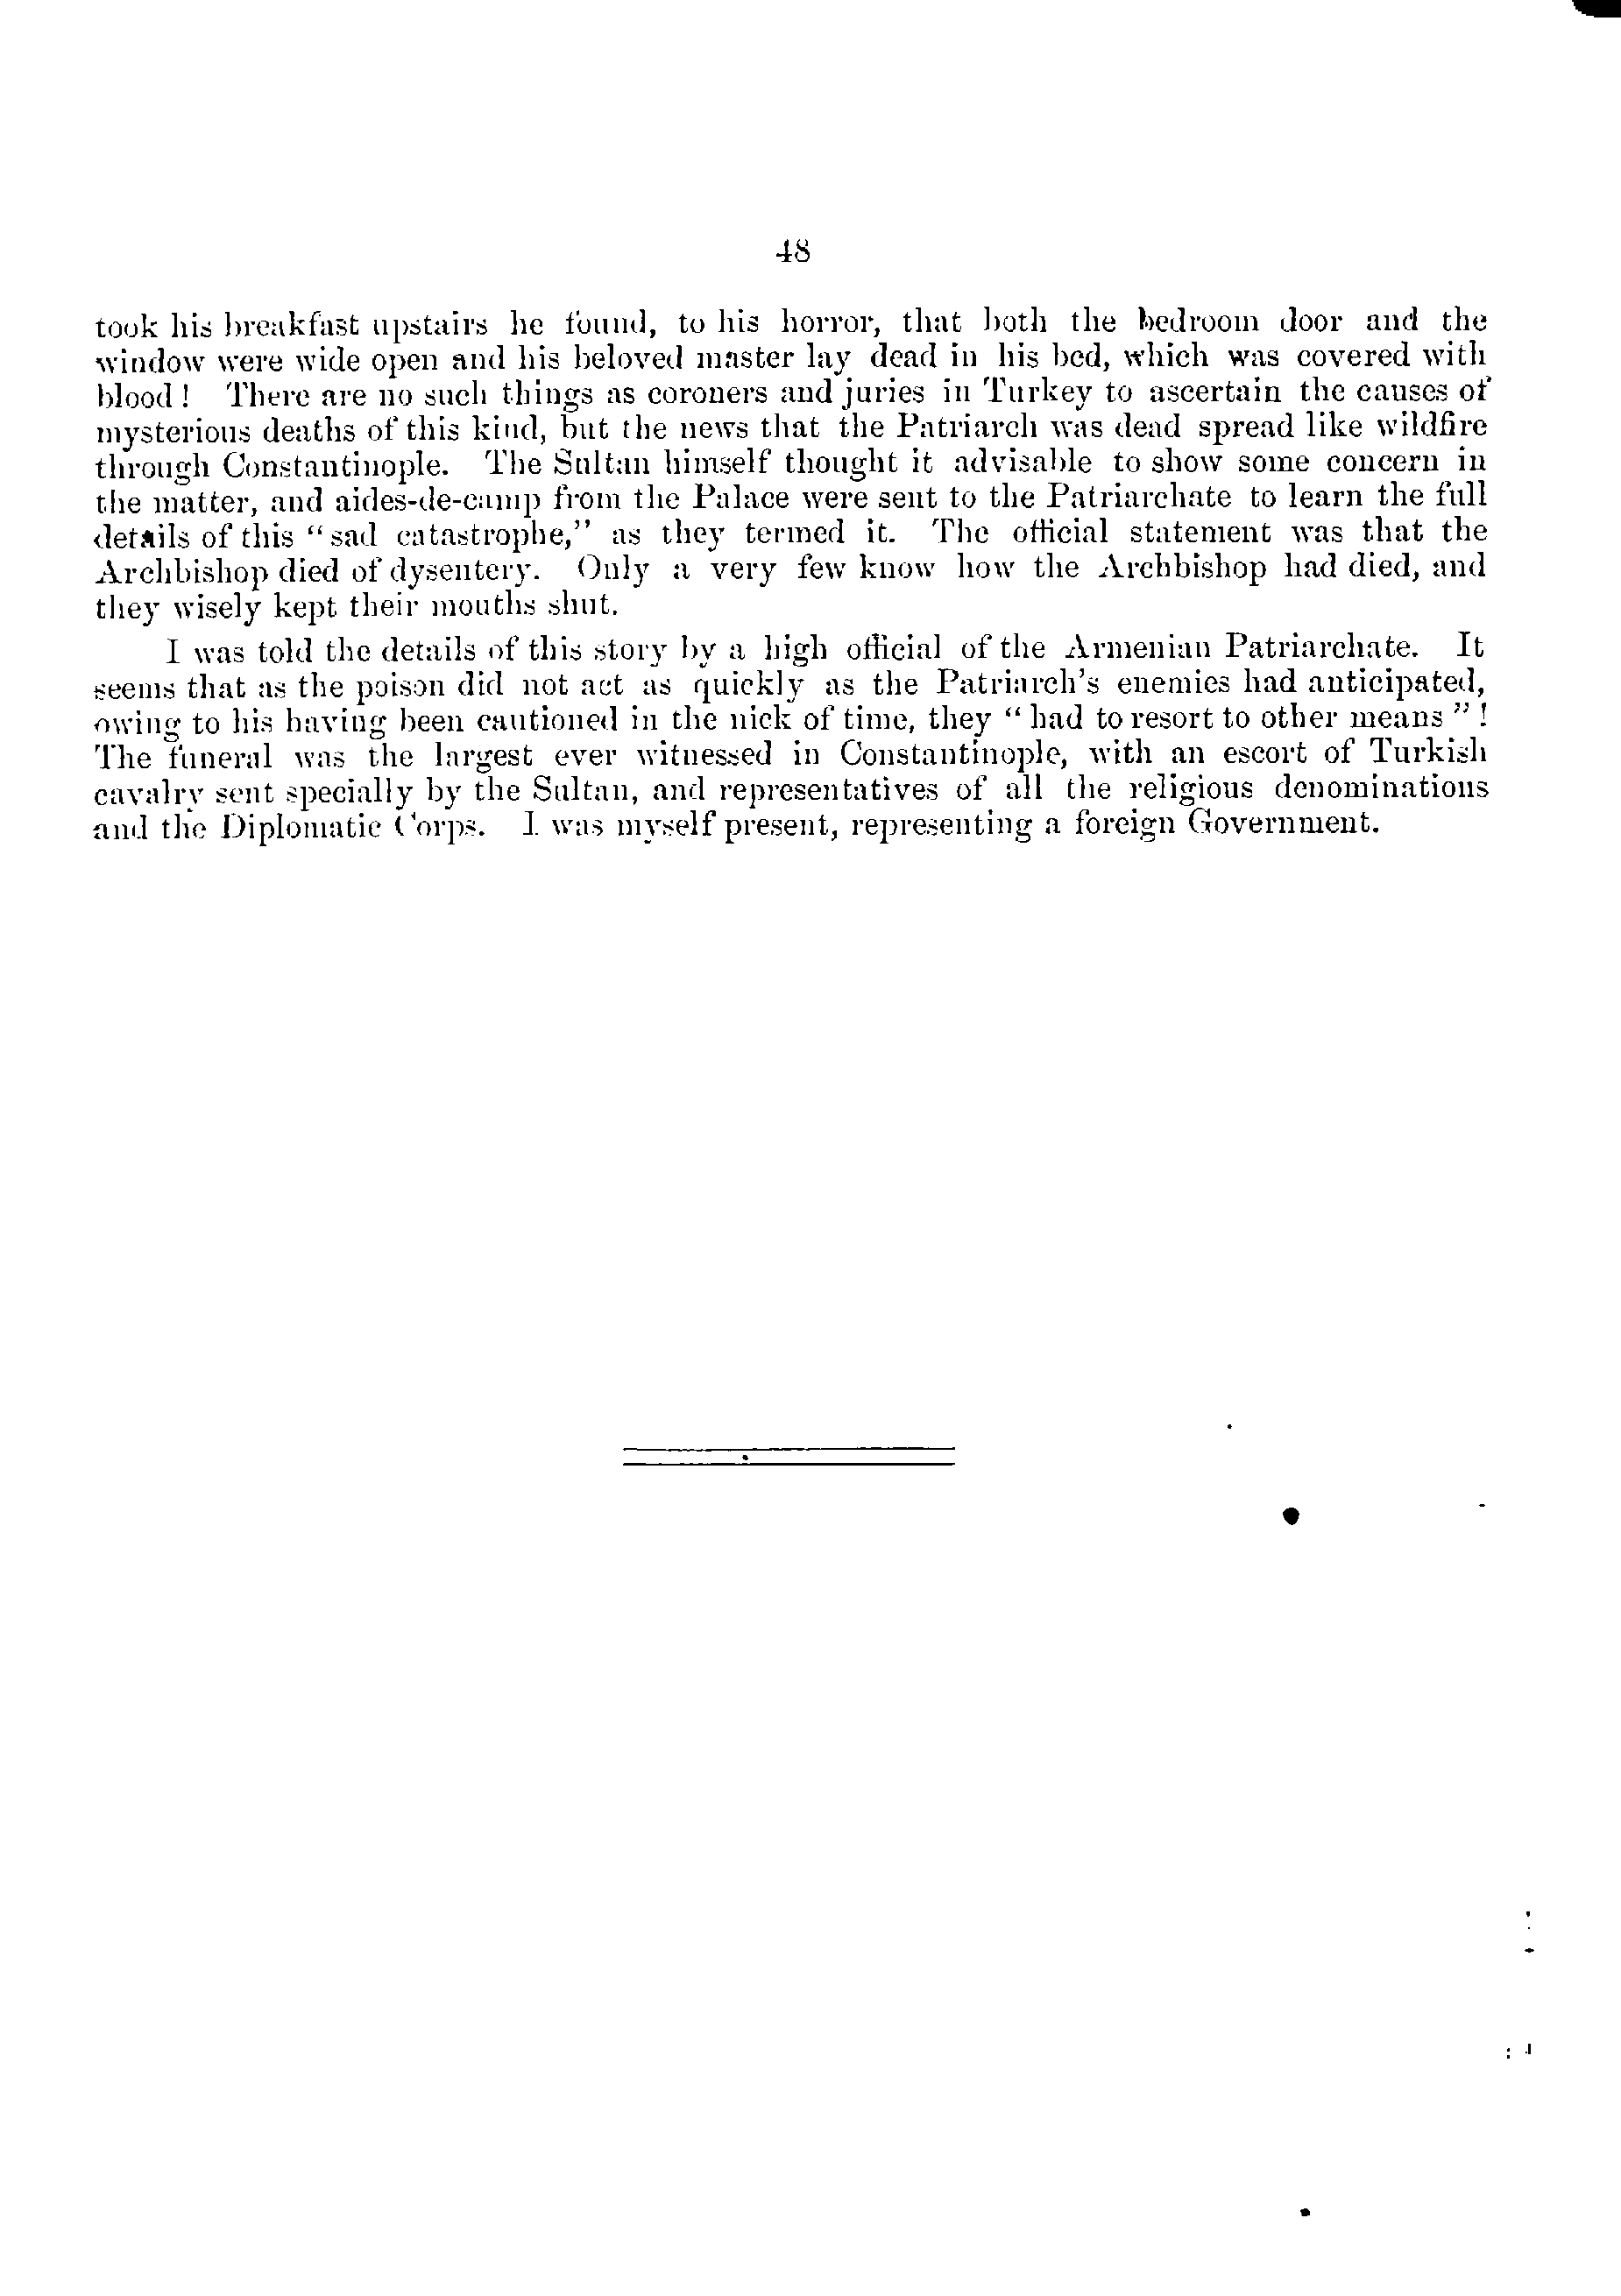 48
took his breakfast upstairs he found, to his horror, that both the bedroom door and the
window were wide open and his beloved master lay dead in his bed, which was covered with
blood! There are no such things as coroners and juries in Turkey to ascertain the causes of
mysterious deaths of this kind, but the news that the Patriarch was dead spread like wildfire
through Constantinople. The Sultan himself thought it advisable to show some concern in
the matter, and aides-de-camp from the Palace were sent to the Patriarchate to learn the full
details of this "sad catastrophe," as they termed it. The official statement was that the
Archbishop died of dysentery. Only a very few know how the Archbishop had died, and
they wisely kept their mouths shut.
I was told the details of this story by a high official of the Armenian Patriarchate. It
seems that as the poison did not act as quickly as the Patriarch's enemies had anticipated,
owing to his having been cautioned in the nick of time, they "had to resort to other means"!
The funeral was the largest ever witnessed in Constantinople, with an escort of Turkish
cavalry sent specially by the Sultan, and representatives of all the religious denominations
and the Diplomatic Corps. I was myself present, representing a foreign Government.